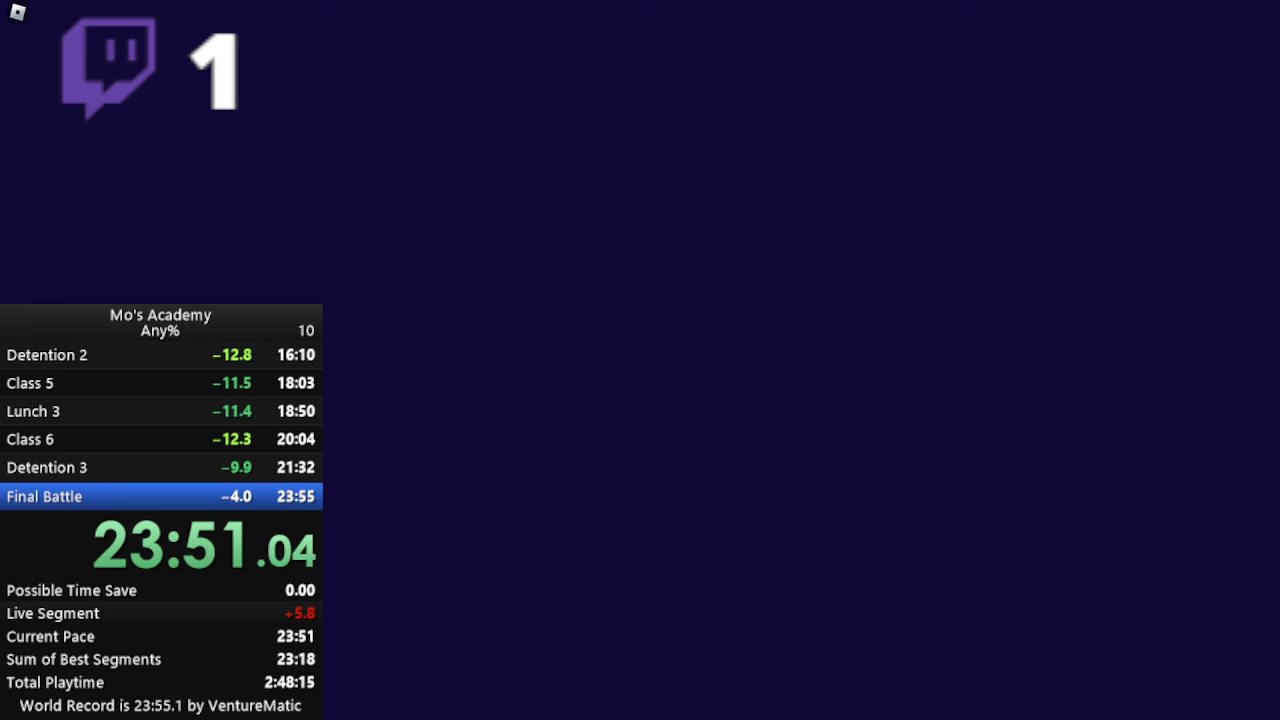 1
Mo's Academy
Any% 10
Detention 2 −12.8 16:10
Class 5 −11.5 18:03
Lunch 3 −11.4 18:50
Class 6 −12.3 20:04
Detention 3 −9.9 21:32
Final Battle −4.0 23:55
23:51.04
Possible Time Save 0.00
Live Segment +5.8
Current Pace 23:51
Sum of Best Segments 23:18
Total Playtime 2:48:15
World Record is 23:55.1 by VentureMatic